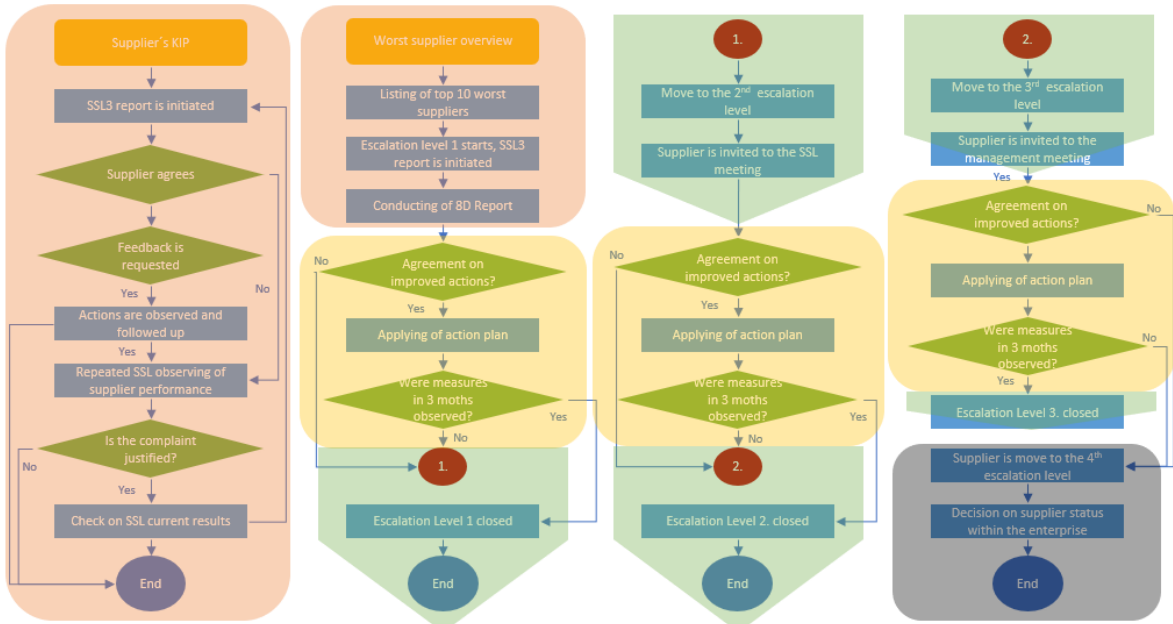 Supplier´s KIP
SSL3 report is initiated
Supplier agrees
Feedback is
requested
Yes
No
Actions are observed and
followed up
Yes
Repeated SSL observing of
supplier performance
Is the complaint
justified?
No
Yes
Check on SSL current results
End
Worst supplier overview
Listing of top 10 worst
suppliers
Escalation level 1 starts, SSL3
report is initiated
Conducting of 8D Report
No
Agreement on
improved actions?
Yes
Applying of action plan
Were measures
in 3 moths
observed?
Yes
No
1.
Escalation Level 1 closed
End
1.
Move to the 2nd escalation
level
Supplier is invited to the SSL
meeting
No
Agreement on
improved actions?
Yes
Applying of action plan
Were measures
in 3 moths
observed?
Yes
No
2.
Escalation Level 2. closed
End
2.
Move to the 3rd escalation
level
Supplier is invited to the
management meeting
Yes
No
Agreement on
improved actions?
Applying of action plan
Were measures
in 3 moths
observed?
No
Yes
Escalation Level 3. closed
Supplier is move to the 4th
escalation level
Decision on supplier status
within the enterprise
End